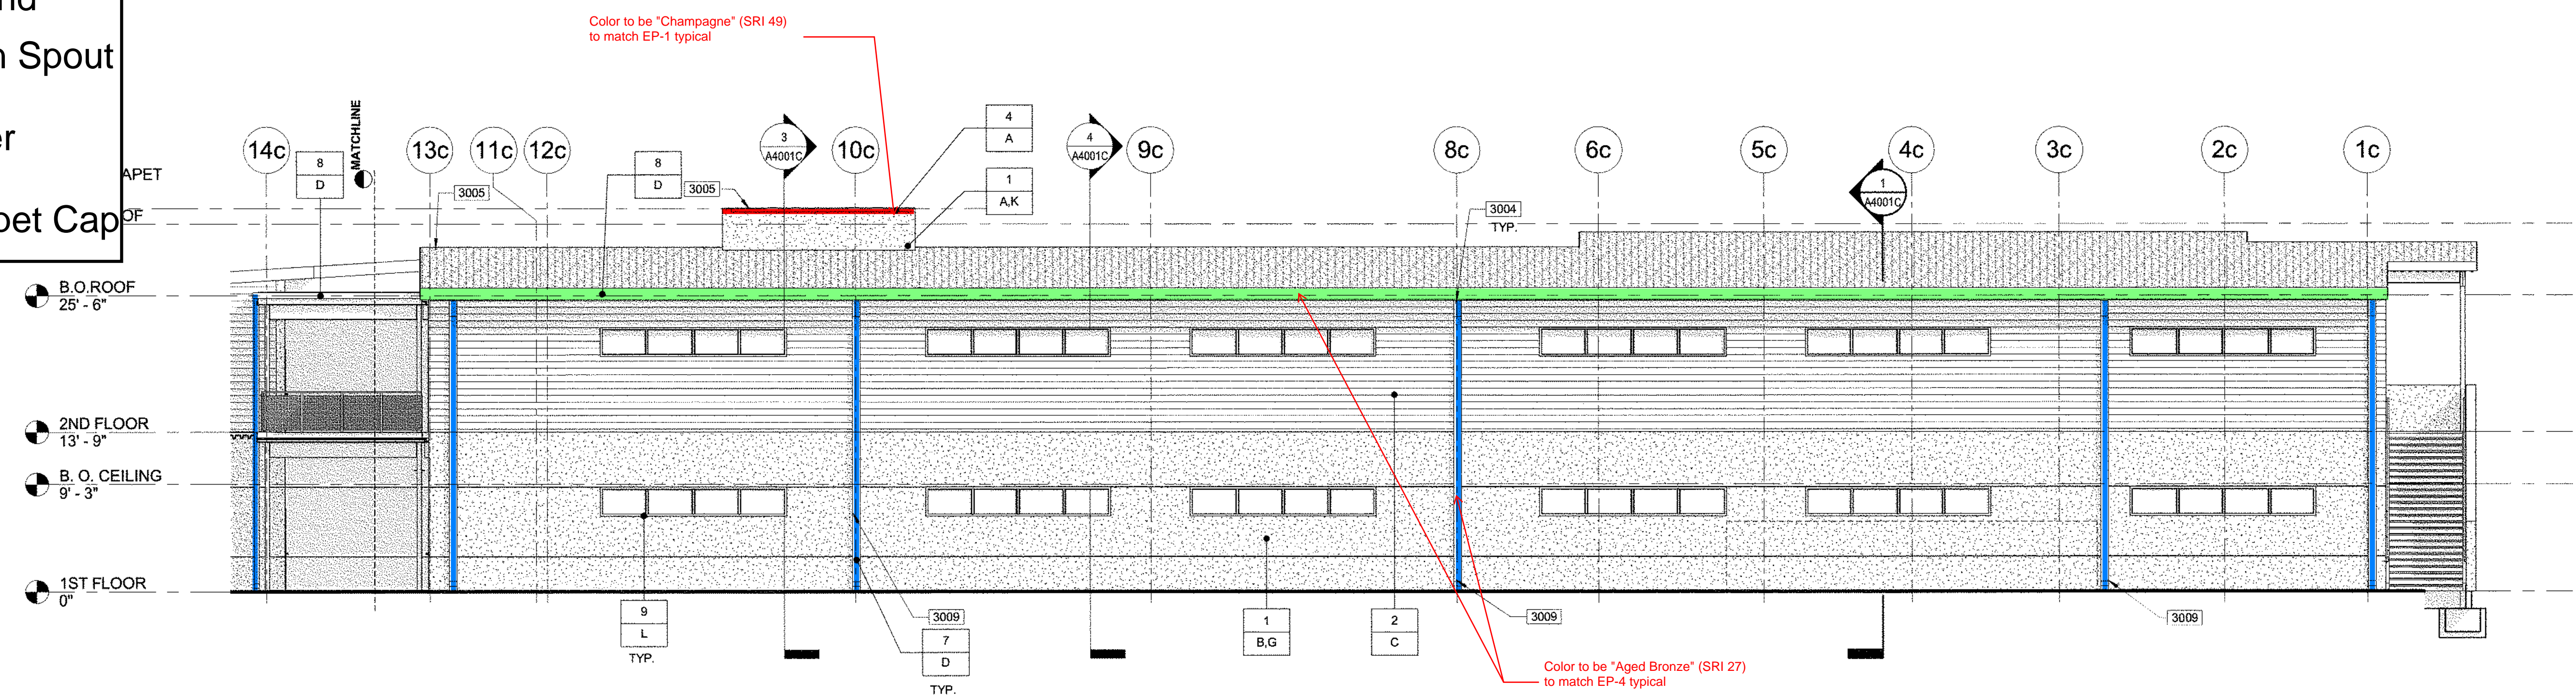 Color to be "Champagne" (SRI 49)
to match EP-1 typical
Spout
pet Cap
MATCHLINE
14c
13c
11c
12c
10c
9c
8c
6c
5c
4c
3c
2c
1c
3
A4001C
4
A4001C
1
A4001C
8
D
8
D
4
A
1
A,K
3005
3005
3004
TYP.
APET
OF
B.O.ROOF
25' - 6"
2ND FLOOR
13' - 9"
B. O. CEILING
9' - 3"
1ST FLOOR
0"
9
L
TYP.
3009
7
D
TYP.
1
B,G
2
C
3009
3009
Color to be "Aged Bronze" (SRI 27)
to match EP-4 typical